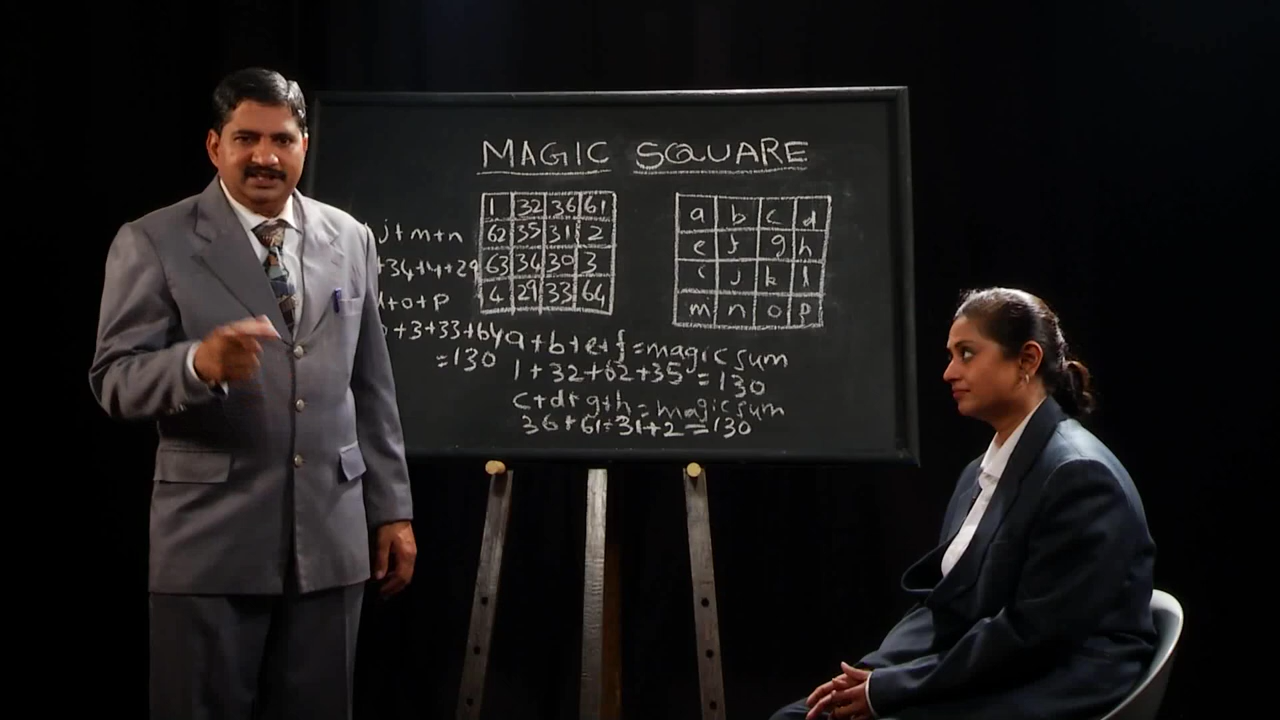 MAGIC SQUARE
1 32 36 61
62 35 31 2
63 34 30 3
4 29 33 64
a b c d
e f g h
i j k l
m n o p
j+m+n
+34+4+29
+o+p
+3+33+64
=130
a+b+e+f=magic sum
1+32+62+35=130
c+d+g+h=magic sum
36+61+31+2=130